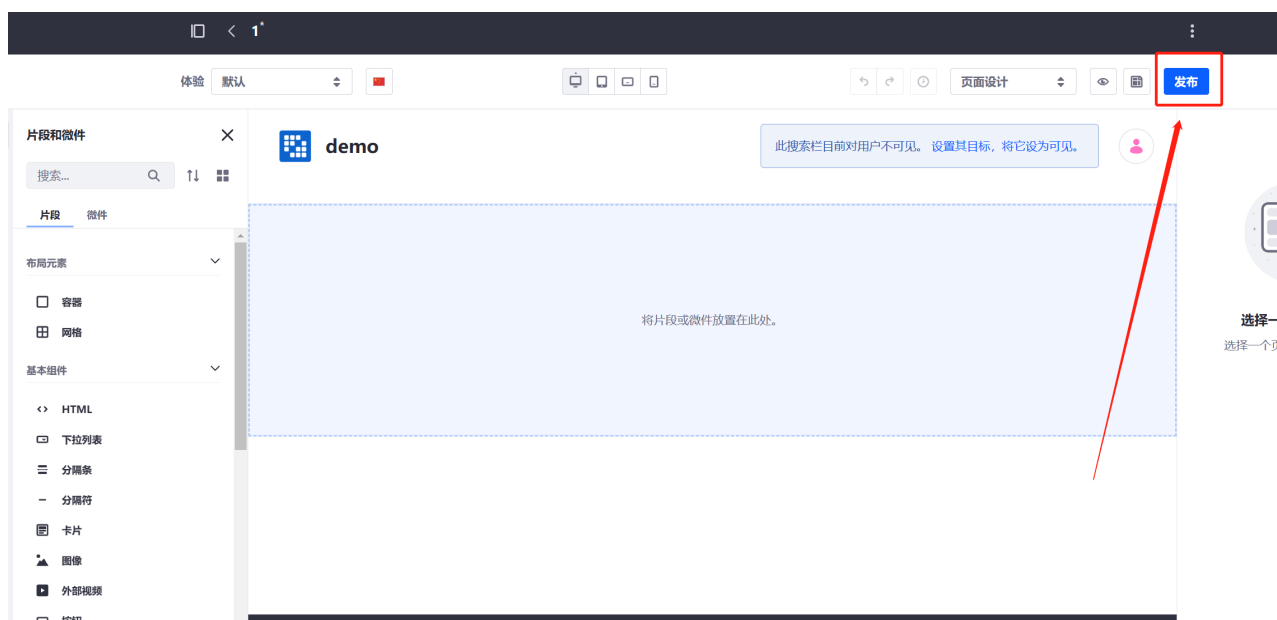 1*
体验 默认 页面设计 发布
片段和微件
demo
此搜索栏目前对用户不可见。 设置其目标，将它设为可见。
搜索...
片段 微件
布局元素
容器
网格
将片段或微件放置在此处。
选择一
选择一个页
基本组件
HTML
下拉列表
分隔条
分隔符
卡片
图像
外部视频